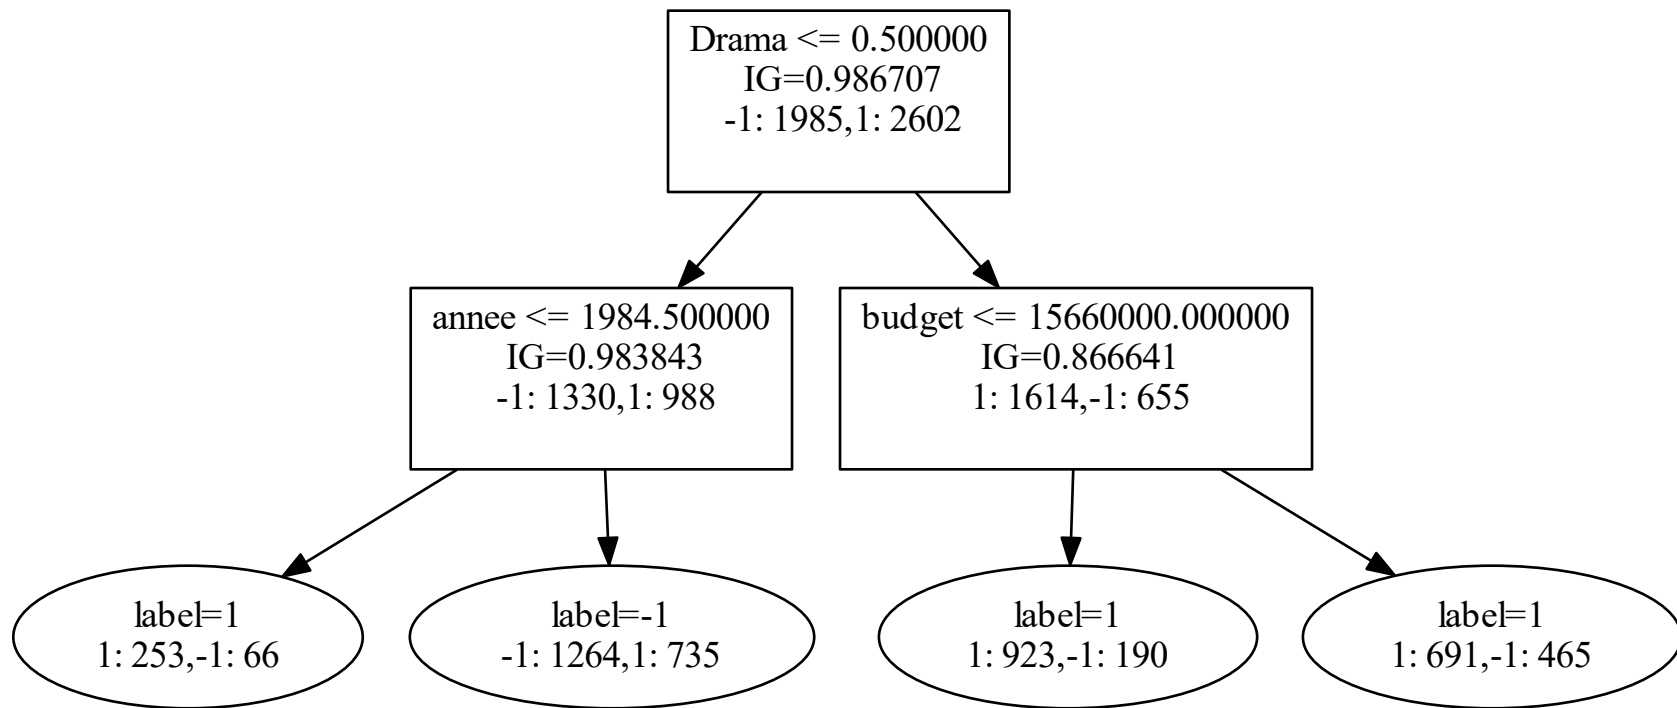 Drama <= 0.500000
IG=0.986707
-1: 1985,1: 2602
annee <= 1984.500000
IG=0.983843
-1: 1330,1: 988
budget <= 15660000.000000
IG=0.866641
1: 1614,-1: 655
label=1
1: 253,-1: 66
label=-1
-1: 1264,1: 735
label=1
1: 923,-1: 190
label=1
1: 691,-1: 465